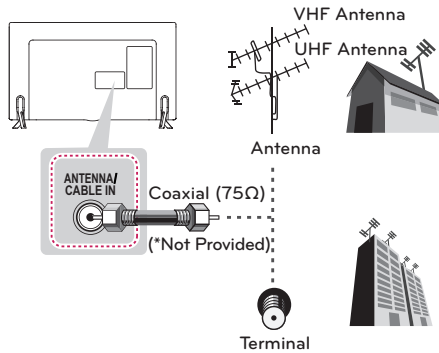 VHF Antenna
UHF Antenna
Antenna
ANTENNA/
CABLE IN
Coaxial (75Ω)
(*Not Provided)
Terminal